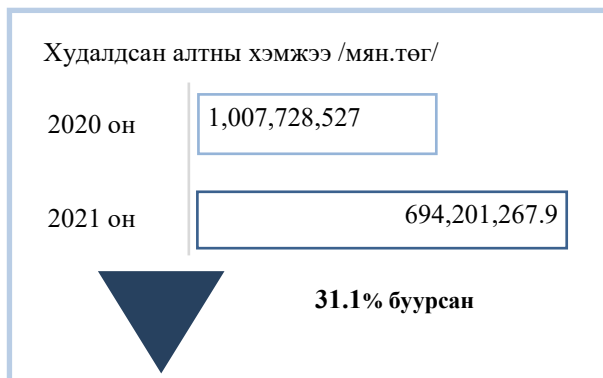 Худалдсан алтны хэмжээ /мян.төг/
2020 он
1,007,728,527
2021 он
694,201,267.9
31.1% буурсан